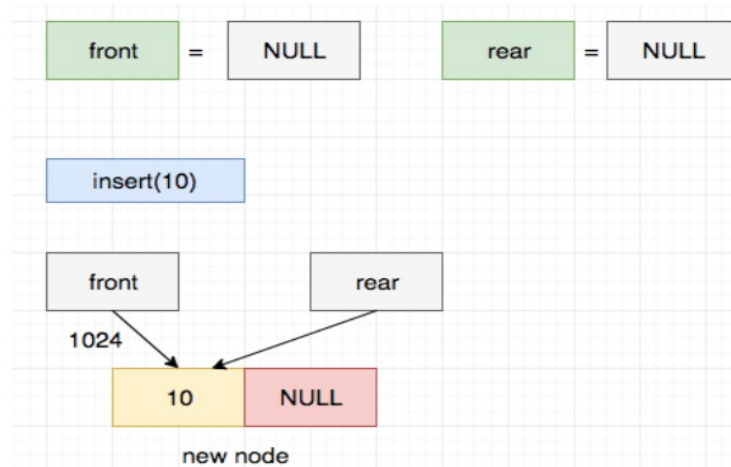 front = NULL rear = NULL
insert(10)
front rear
1024
10 NULL
new node